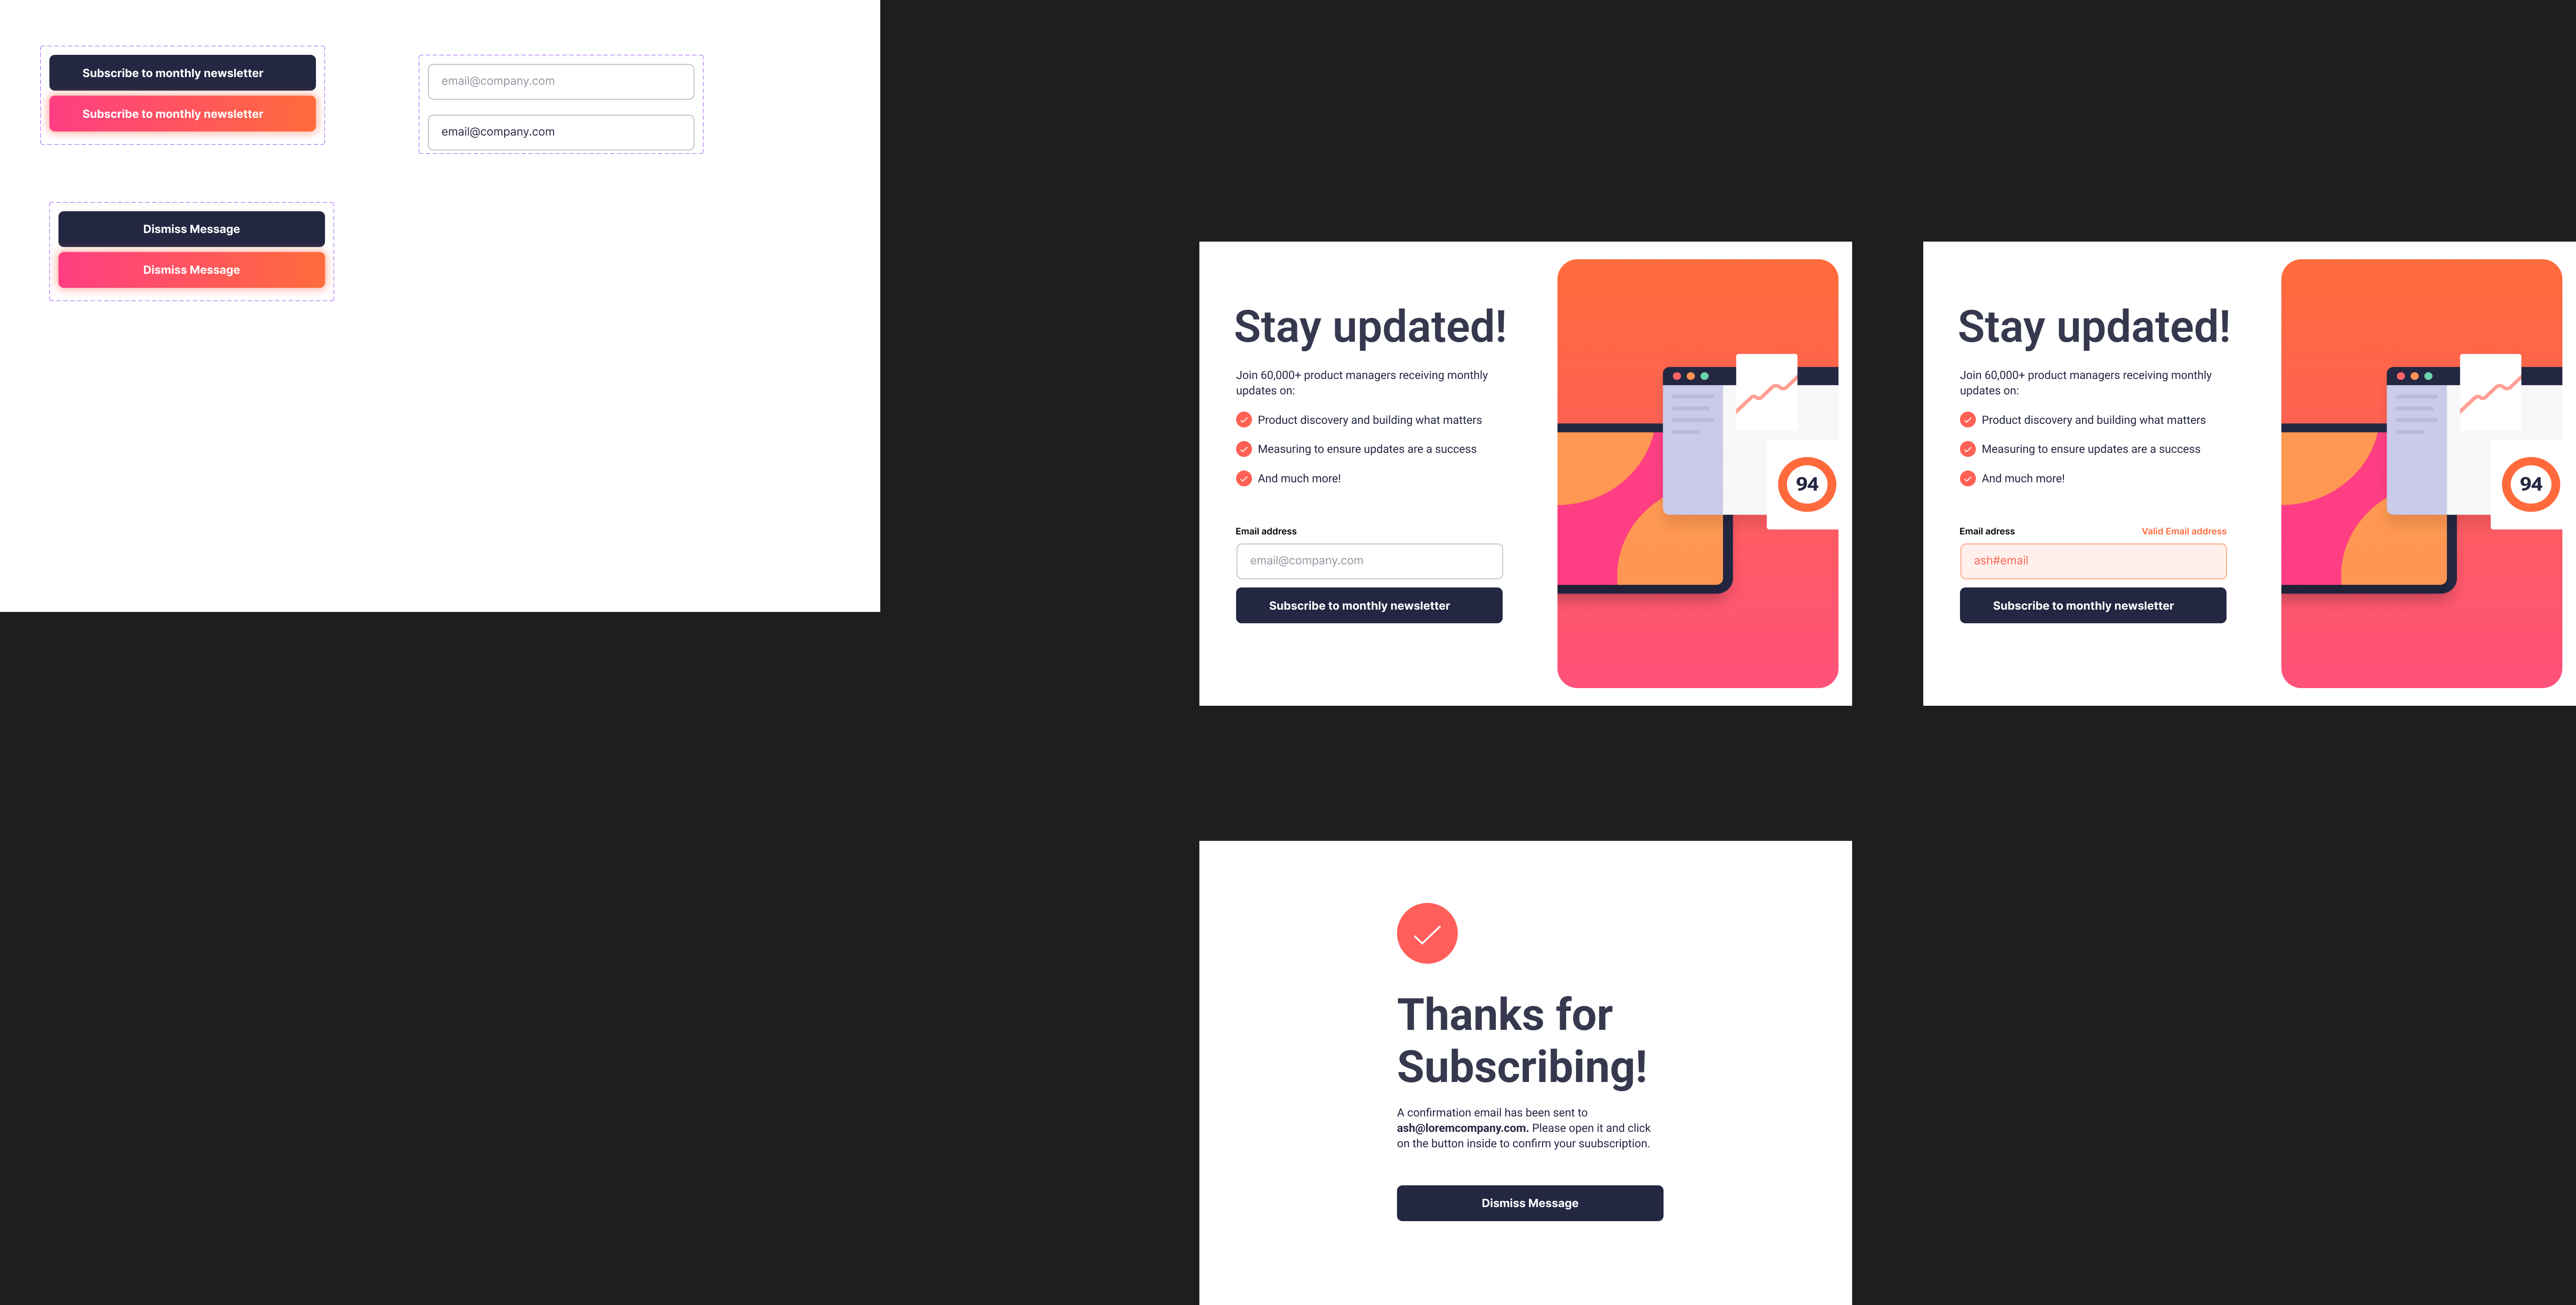 Subscribe to monthly newsletter
Subscribe to monthly newsletter
email@company.com
email@company.com
Dismiss Message
Dismiss Message
Stay updated!
Join 60,000+ product managers receiving monthly
updates on:
Product discovery and building what matters
Measuring to ensure updates are a success
And much more!
Email address
email@company.com
Subscribe to monthly newsletter
94
Stay updated!
Join 60,000+ product managers receiving monthly
updates on:
Product discovery and building what matters
Measuring to ensure updates are a success
And much more!
Email adress
Valid Email address
ash#email
Subscribe to monthly newsletter
94
Thanks for
Subscribing!
A confirmation email has been sent to
ash@loremcompany.com. Please open it and click
on the button inside to confirm your suubscription.
Dismiss Message